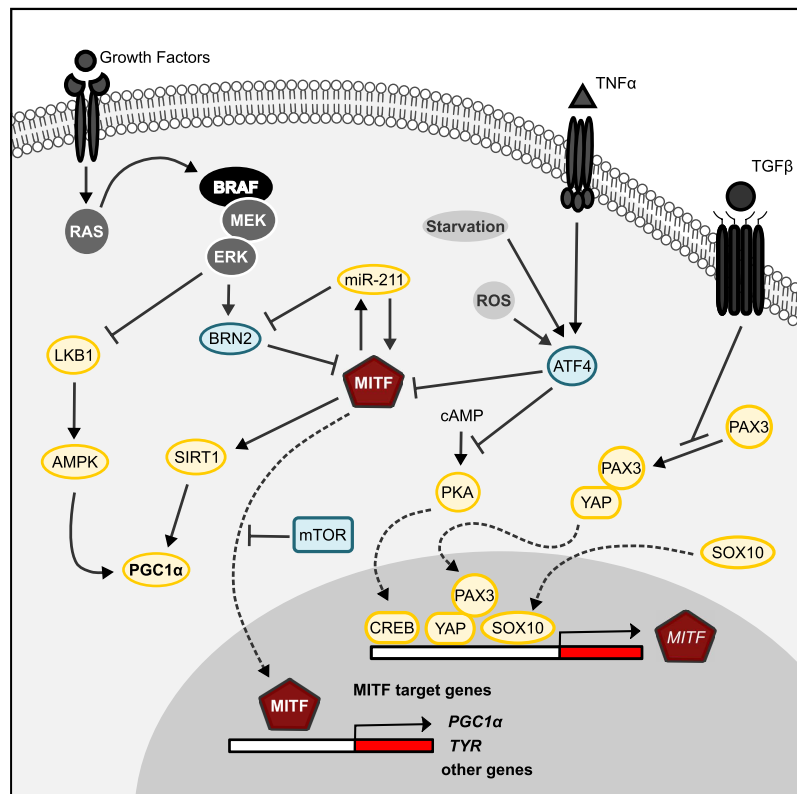 Growth Factors
TNFα
TGFβ
BRAF
MEK
RAS
ERK
Starvation
miR-211
ROS
BRN2
LKB1
ATF4
MITF
cAMP
PAX3
AMPK
SIRT1
PAX3
PKA
YAP
mTOR
SOX10
PGC1α
PAX3
CREB
YAP
SOX10
MITF
MITF target genes
MITF
PGC1α
TYR
other genes